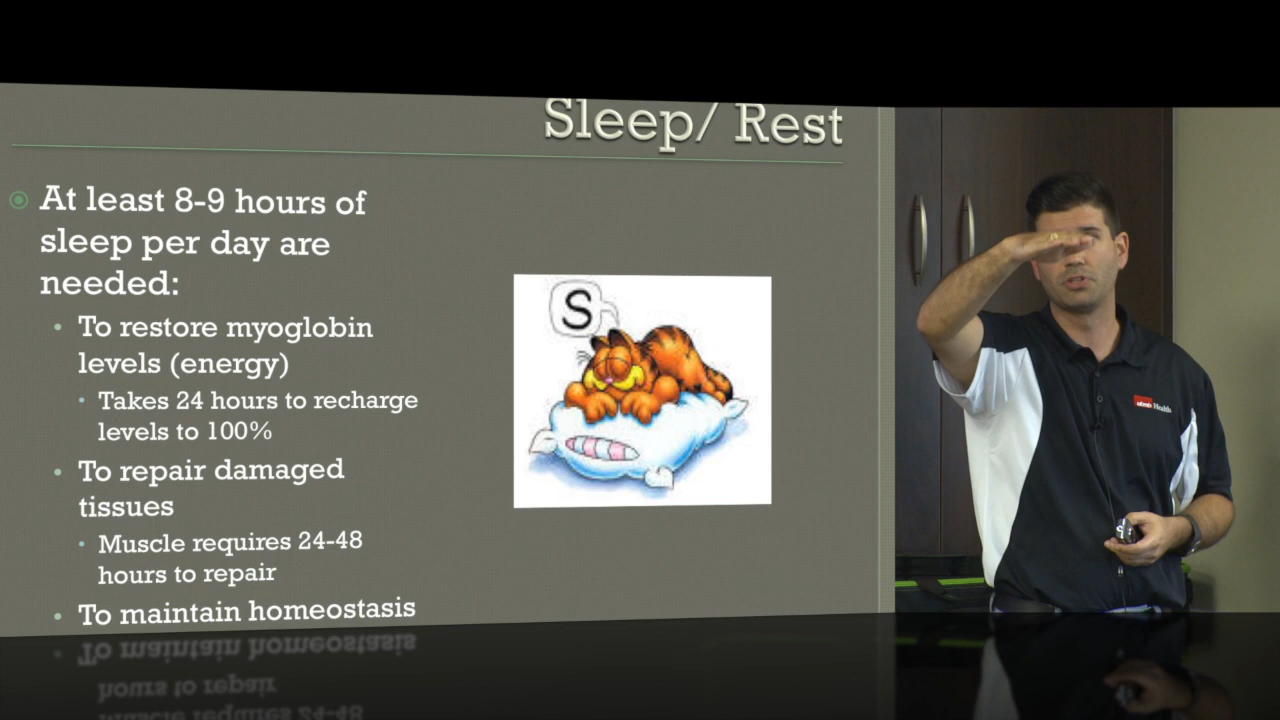 Sleep/ Rest
At least 8-9 hours of
sleep per day are
needed:
To restore myoglobin
levels (energy)
Takes 24 hours to recharge
levels to 100%
To repair damaged
tissues
Muscle requires 24-48
hours to repair
To maintain homeostasis
S
utmb Health